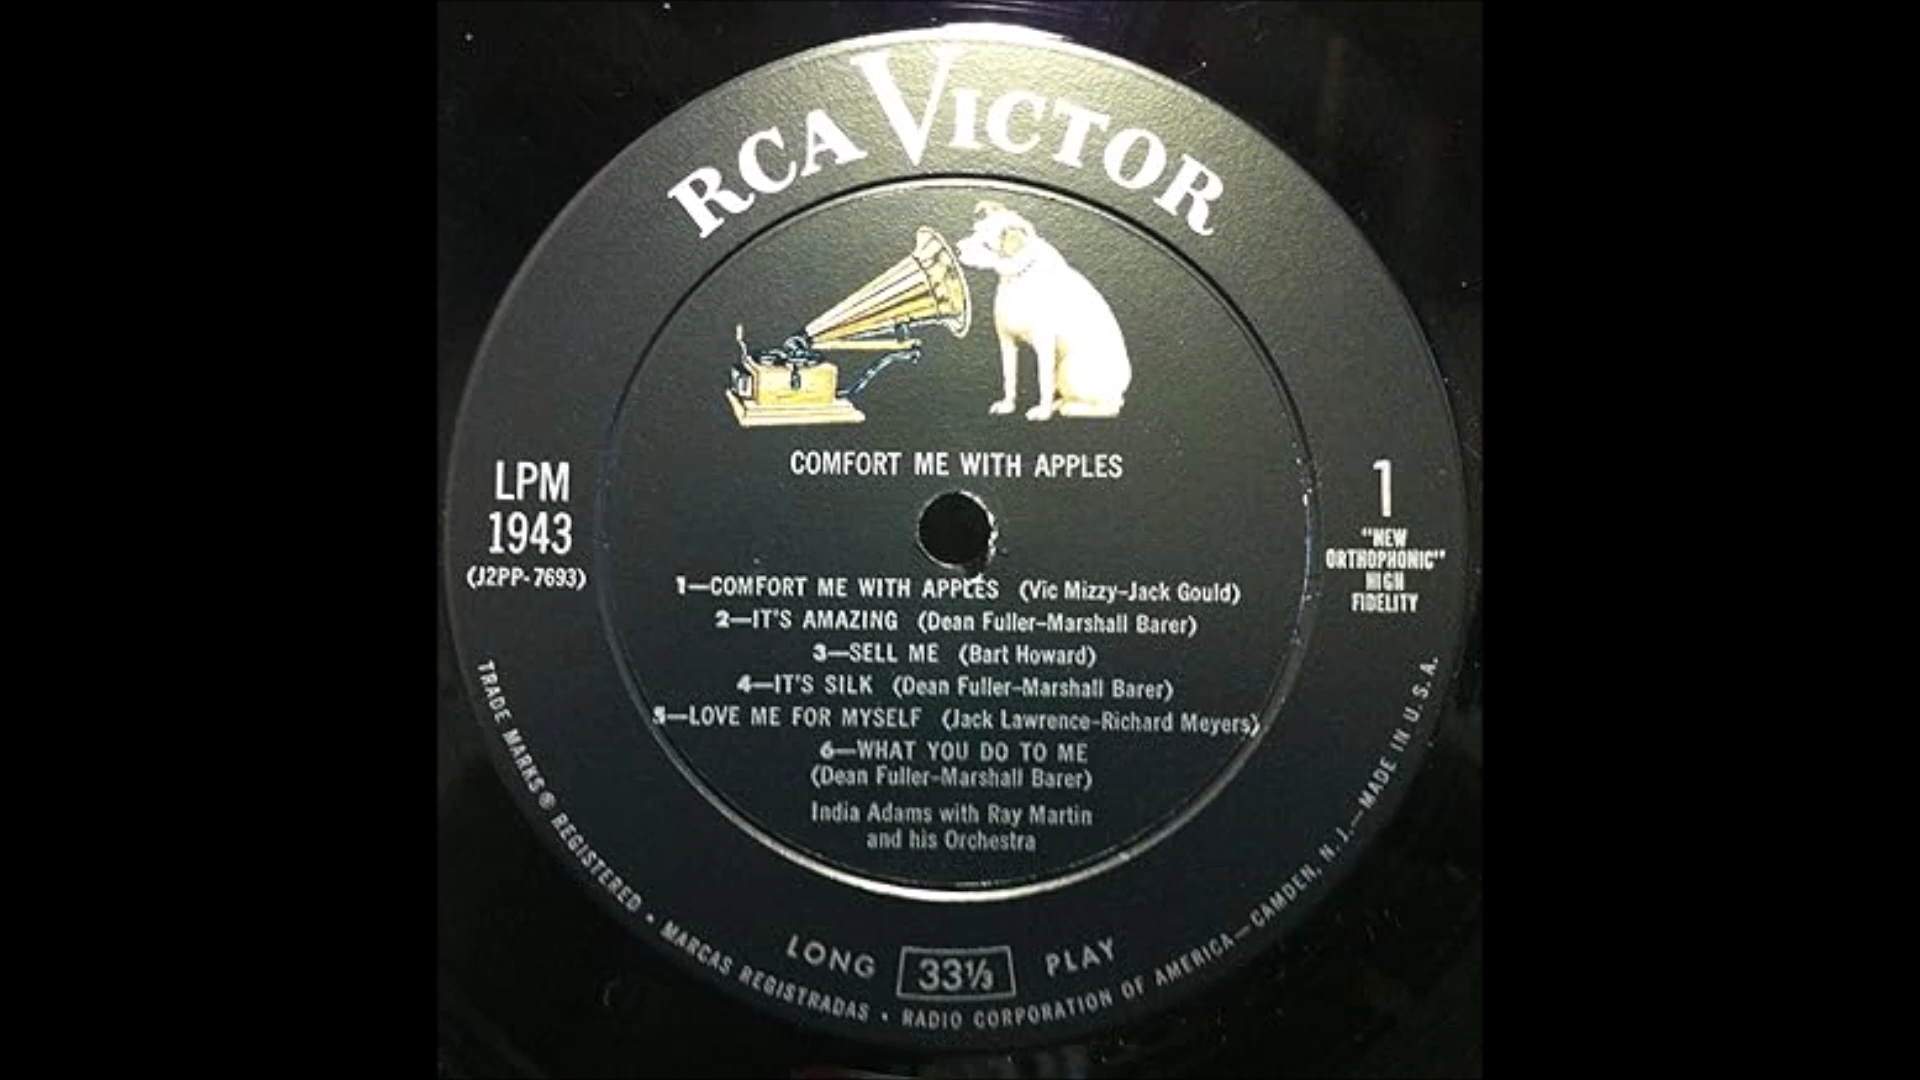 RCA VICTOR
COMFORT ME WITH APPLES
LPM
1943
(J2PP-7693)
1
"NEW
ORTHOPHONIC"
HIGH
FIDELITY
1—COMFORT ME WITH APPLES (Vic Mizzy-Jack Gould)
2—IT'S AMAZING (Dean Fuller-Marshall Barer)
3—SELL ME (Bart Howard)
4—IT'S SILK (Dean Fuller-Marshall Barer)
5—LOVE ME FOR MYSELF (Jack Lawrence-Richard Meyers)
6—WHAT YOU DO TO ME
(Dean Fuller-Marshall Barer)
India Adams with Ray Martin
and his Orchestra
LONG 33⅓ PLAY
TRADE MARKS ® REGISTERED • MARCAS REGISTRADAS • RADIO CORPORATION OF AMERICA—CAMDEN, N. J.—MADE IN U. S. A.